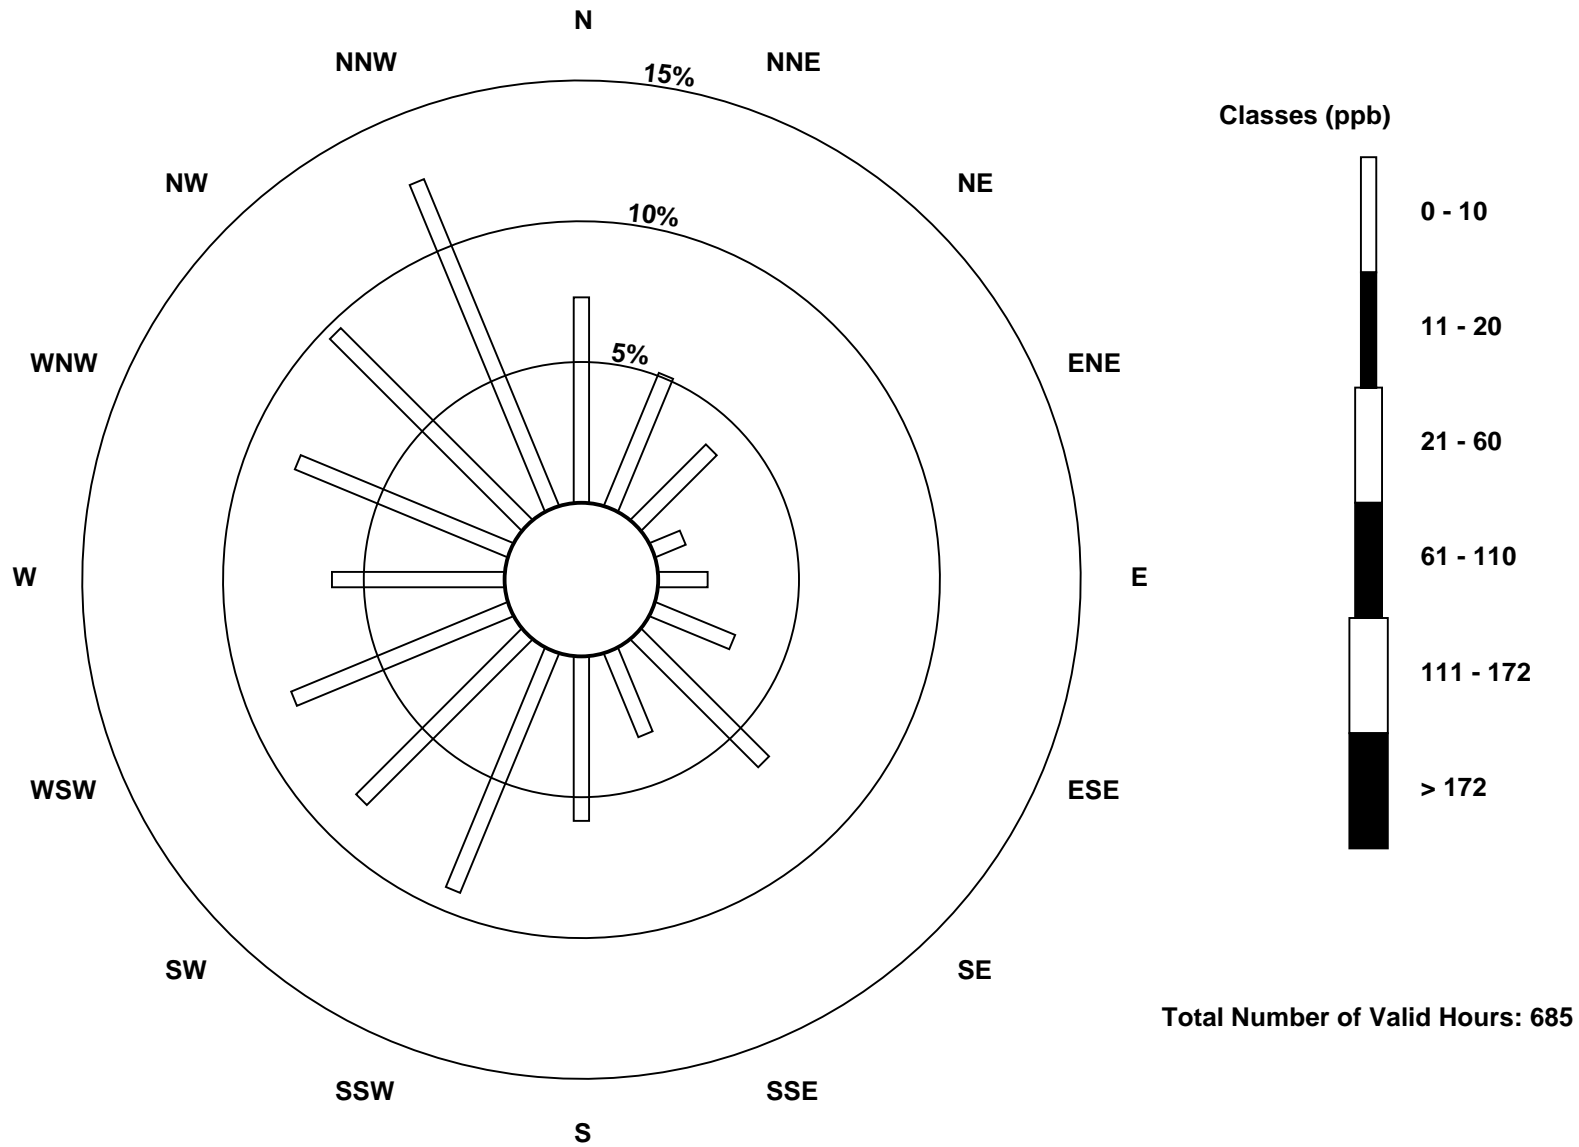 N
NNW
NNE
15%
Classes (ppb)
NW
NE
0 - 10
10%
11 - 20
5%
WNW
ENE
21 - 60
61 - 110
W
E
111 - 172
WSW
ESE
> 172
SW
SE
Total Number of Valid Hours: 685
SSW
SSE
S